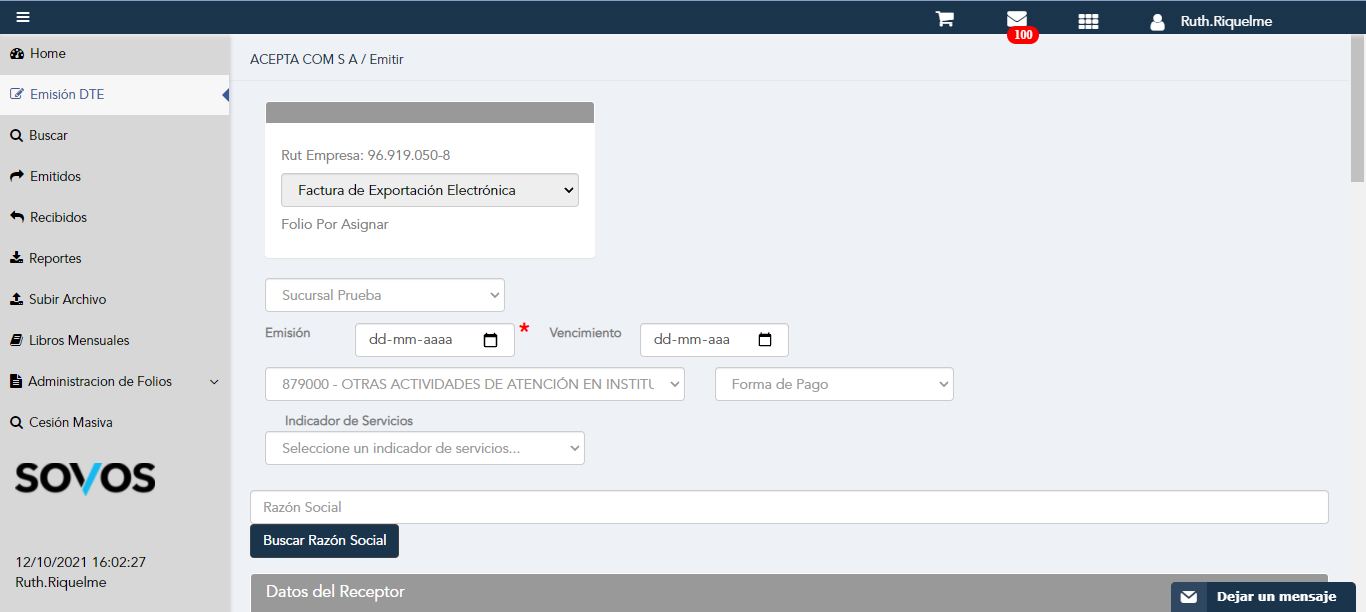 Ruth.Riquelme
100
Home
Emisión DTE
Buscar
Emitidos
Recibidos
Reportes
Subir Archivo
Libros Mensuales
Administracion de Folios
Cesión Masiva
SOVOS
12/10/2021 16:02:27
Ruth.Riquelme
ACEPTA COM S A / Emitir
Rut Empresa: 96.919.050-8
Factura de Exportación Electrónica
Folio Por Asignar
Sucursal Prueba
Emisión dd-mm-aaaa * Vencimiento dd-mm-aaa
879000 - OTRAS ACTIVIDADES DE ATENCIÓN EN INSTITU Forma de Pago
Indicador de Servicios
Seleccione un indicador de servicios...
Razón Social
Buscar Razón Social
Datos del Receptor
Dejar un mensaje